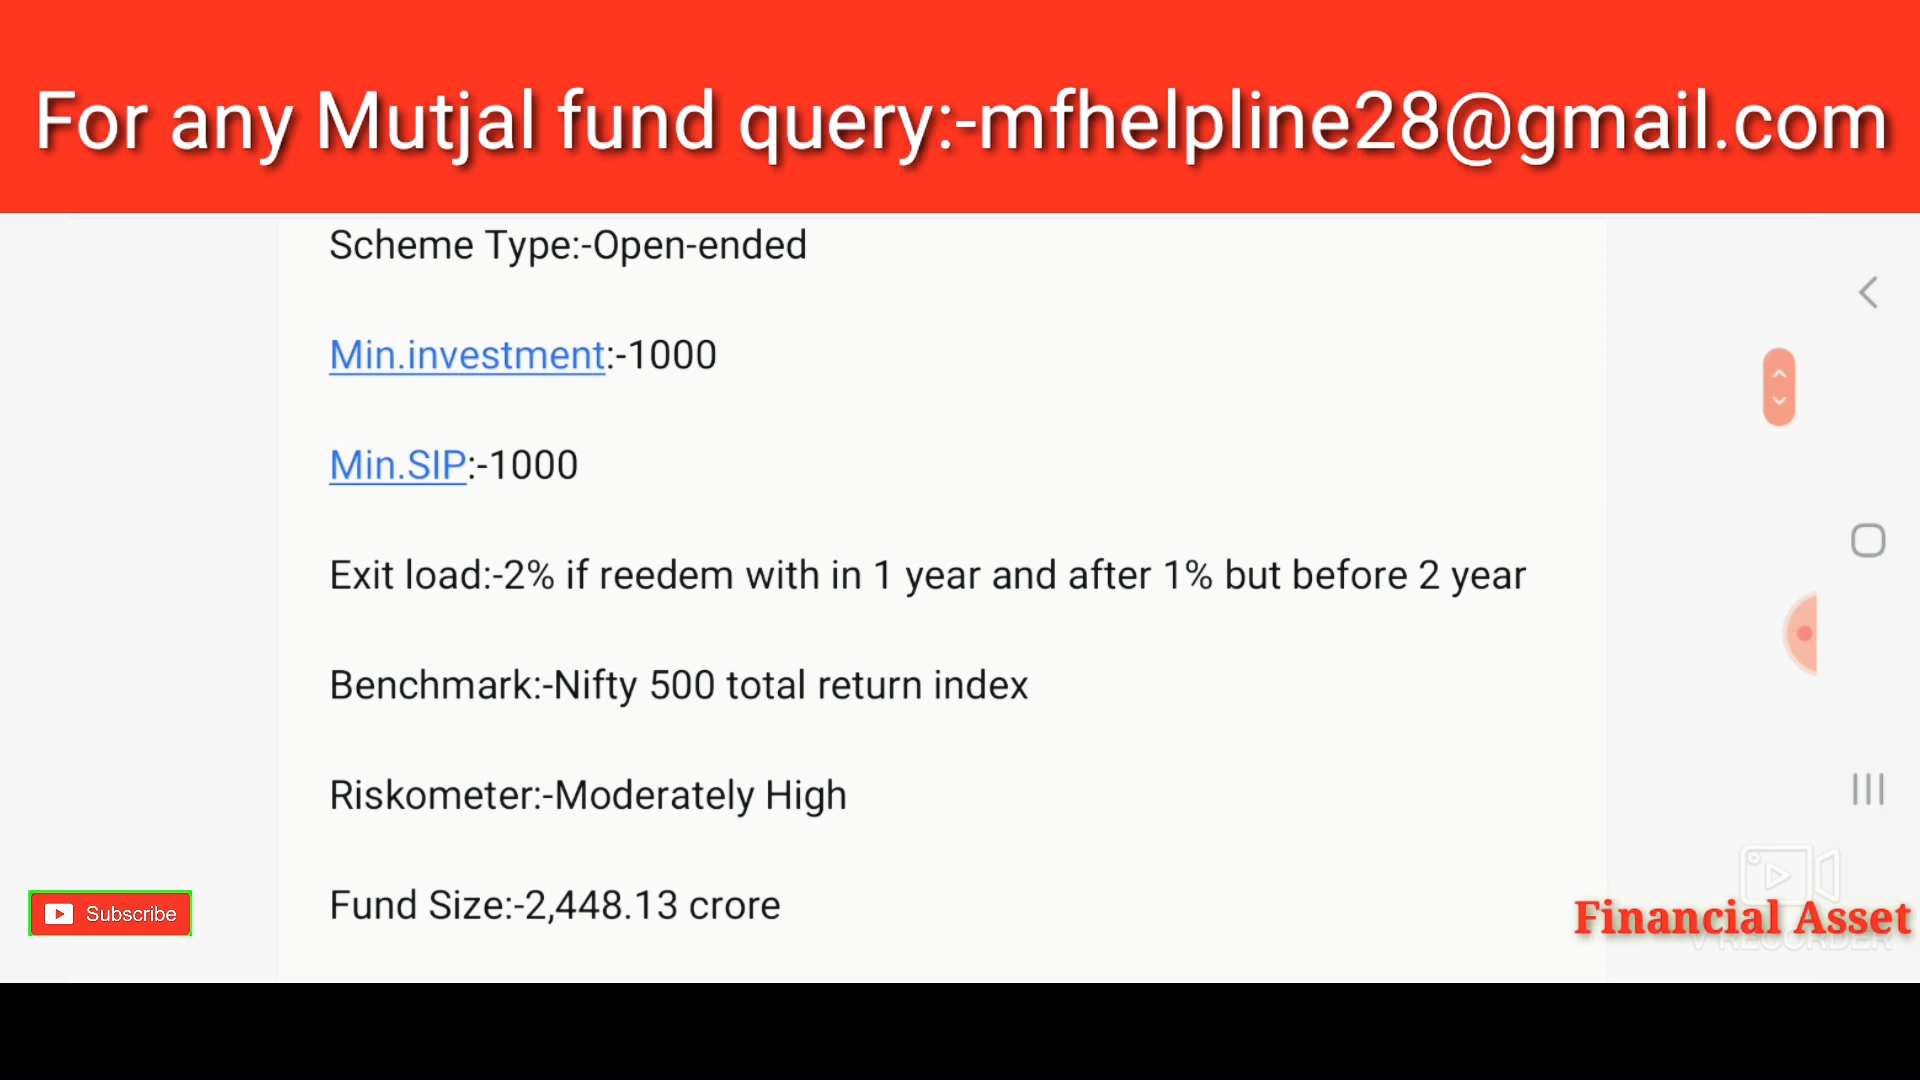 For any Mutjal fund query:-mfhelpline28@gmail.com
Scheme Type:-Open-ended
Min.investment:-1000
Min.SIP:-1000
Exit load:-2% if reedem with in 1 year and after 1% but before 2 year
Benchmark:-Nifty 500 total return index
Riskometer:-Moderately High
Fund Size:-2,448.13 crore
Subscribe
Financial Asset
V RECORDER